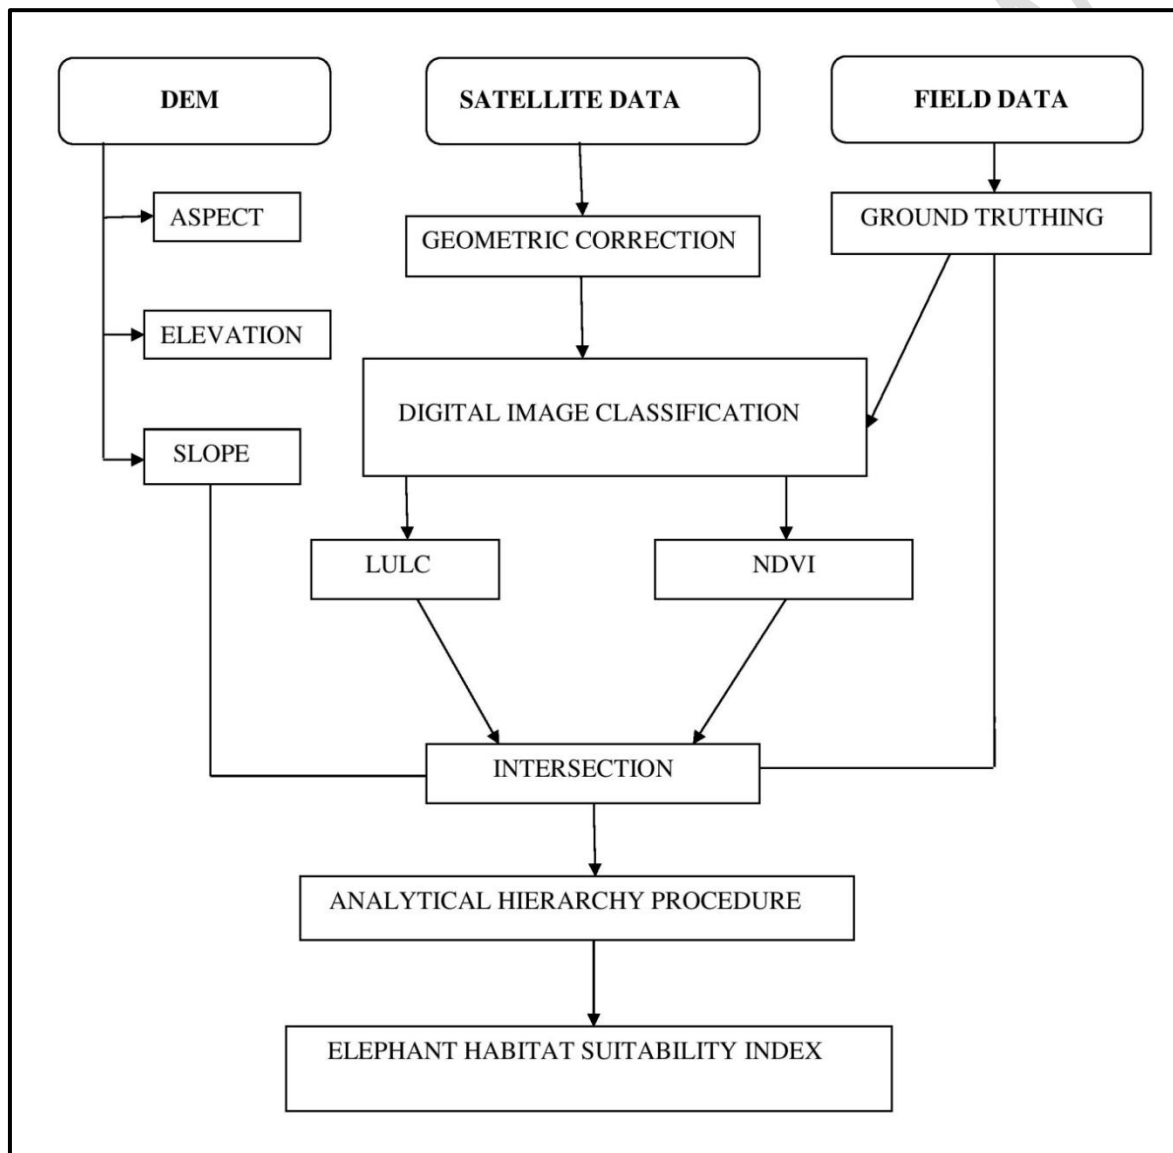 DEM
SATELLITE DATA
FIELD DATA
ASPECT
GEOMETRIC CORRECTION
GROUND TRUTHING
ELEVATION
DIGITAL IMAGE CLASSIFICATION
SLOPE
LULC
NDVI
INTERSECTION
ANALYTICAL HIERARCHY PROCEDURE
ELEPHANT HABITAT SUITABILITY INDEX